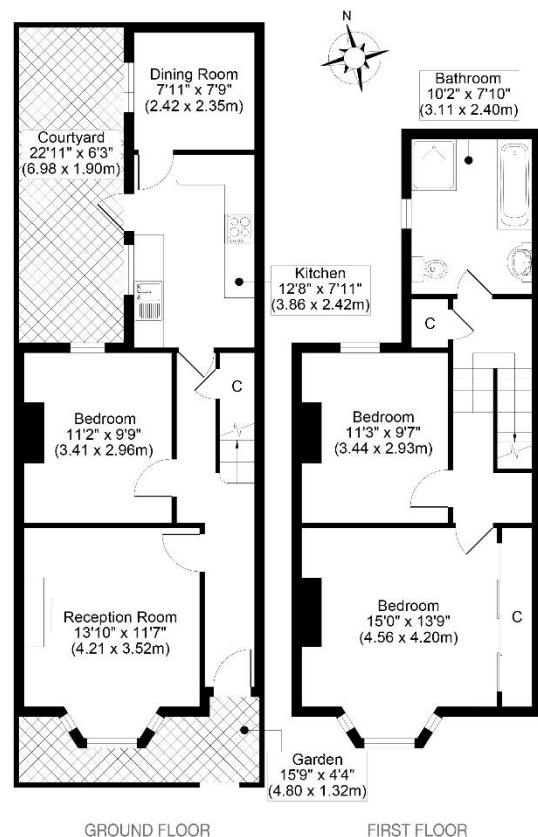 N
Dining Room
7'11" x 7'9"
(2.42 x 2.35m)
Bathroom
10'2" x 7'10"
(3.11 x 2.40m)
Courtyard
22'11" x 6'3"
(6.98 x 1.90m)
Kitchen
12'8" x 7'11"
(3.86 x 2.42m)
C
C
Bedroom
11'2" x 9'9"
(3.41 x 2.96m)
Bedroom
11'3" x 9'7"
(3.44 x 2.93m)
Reception Room
13'10" x 11'7"
(4.21 x 3.52m)
Bedroom
15'0" x 13'9"
(4.56 x 4.20m)
C
Garden
15'9" x 4'4"
(4.80 x 1.32m)
GROUND FLOOR
FIRST FLOOR